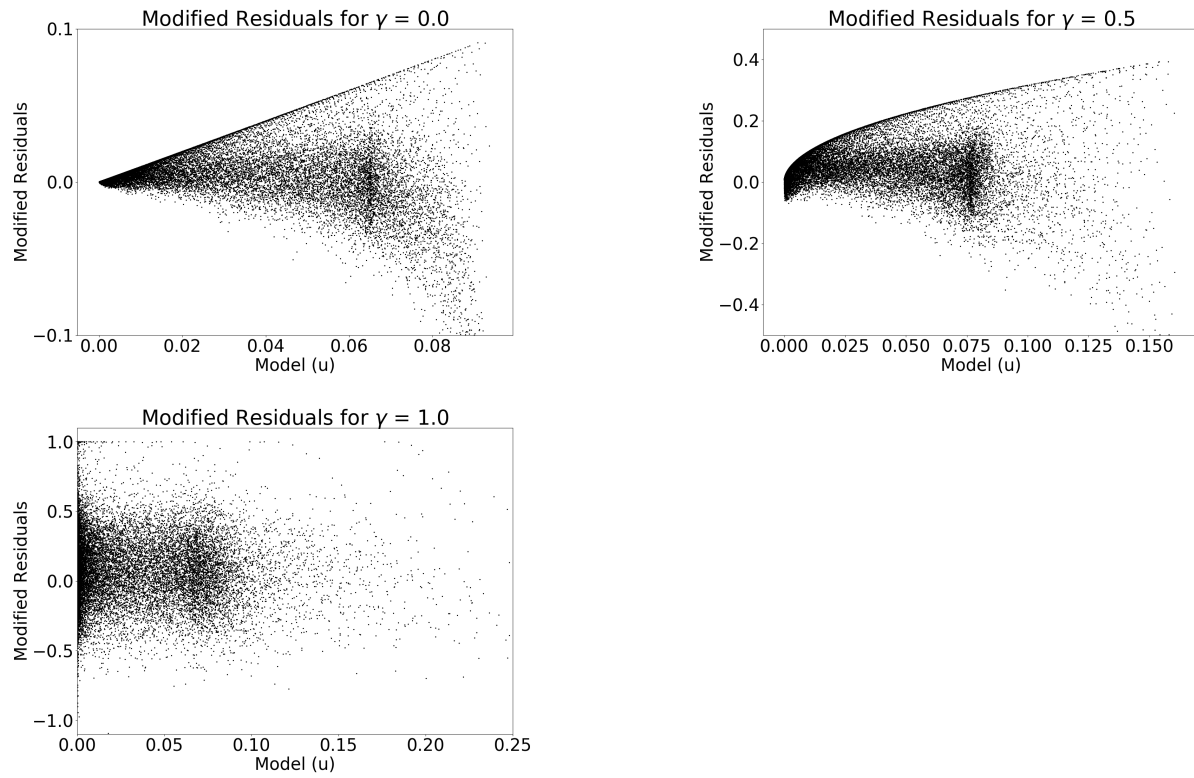 Modified Residuals for γ = 0.0
0.1
0.0
−0.1
Modified Residuals
0.00 0.02 0.04 0.06 0.08
Model (u)
Modified Residuals for γ = 0.5
0.4
0.2
0.0
−0.2
−0.4
Modified Residuals
0.000 0.025 0.050 0.075 0.100 0.125 0.150
Model (u)
Modified Residuals for γ = 1.0
1.0
0.5
0.0
−0.5
−1.0
Modified Residuals
0.00 0.05 0.10 0.15 0.20 0.25
Model (u)